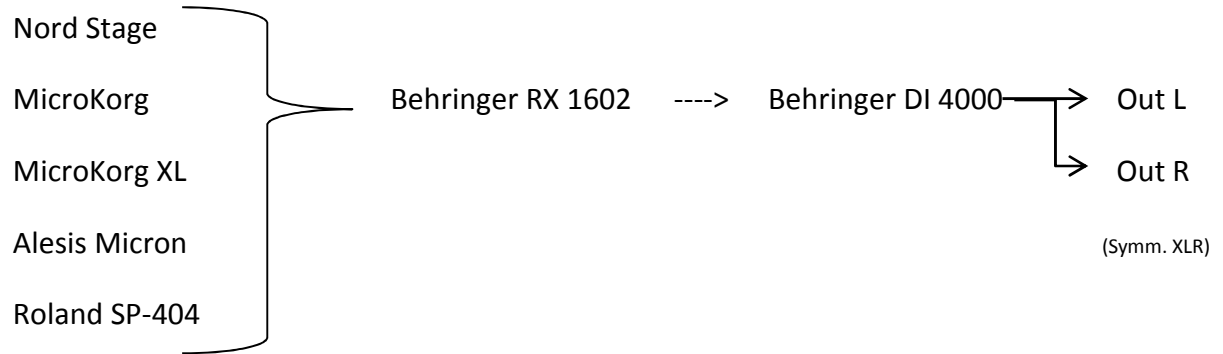 Nord Stage
MicroKorg Behringer RX 1602 ----> Behringer DI 4000 Out L
MicroKorg XL Out R
Alesis Micron (Symm. XLR)
Roland SP-404